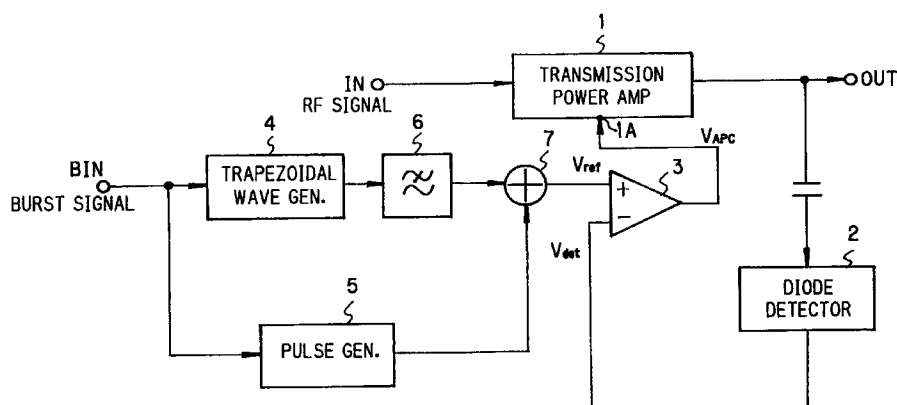 1
IN
RF SIGNAL
TRANSMISSION
POWER AMP
OUT
1A
VAPC
4
6
7
BIN
BURST SIGNAL
TRAPEZOIDAL
WAVE GEN.
Vref
3
+
−
Vdet
2
DIODE
DETECTOR
5
PULSE GEN.